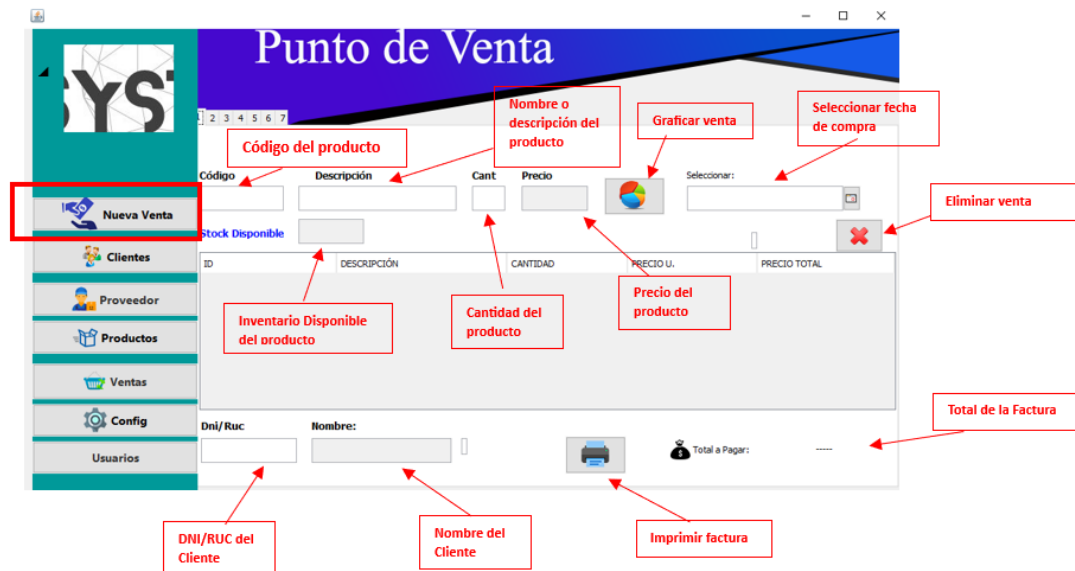 Punto de Venta
SYST
1 2 3 4 5 6 7
Nombre o
descripción del
producto
Graficar venta
Seleccionar fecha
de compra
Código del producto
Código
Descripción
Cant
Precio
Seleccionar:
Eliminar venta
Nueva Venta
Stock Disponible
Clientes
ID
DESCRIPCIÓN
CANTIDAD
PRECIO U.
PRECIO TOTAL
Proveedor
Inventario Disponible
del producto
Cantidad del
producto
Precio del
producto
Productos
Ventas
Config
Usuarios
Total de la Factura
Dni/Ruc
Nombre:
Total a Pagar:
-----
DNI/RUC del
Cliente
Nombre del
Cliente
Imprimir factura